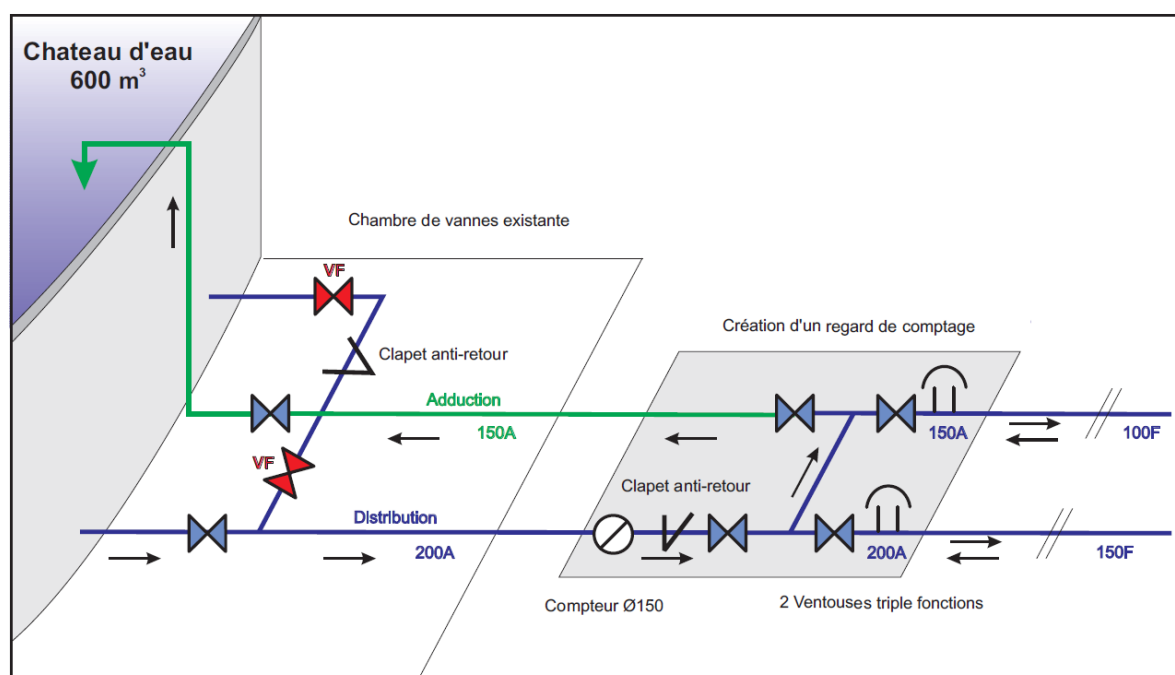 Chateau d'eau
600 m³
Chambre de vannes existante
VF
Création d'un regard de comptage
Clapet anti-retour
Adduction
150A
150A
100F
VF
Clapet anti-retour
Distribution
200A
200A
150F
Compteur Ø150
2 Ventouses triple fonctions